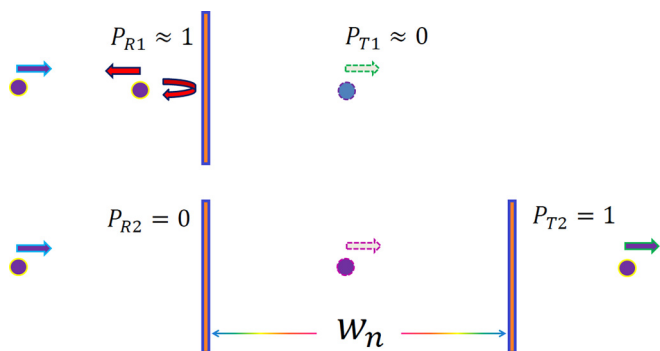 P_{R1} ≈ 1
P_{T1} ≈ 0
P_{R2} = 0
P_{T2} = 1
W_n